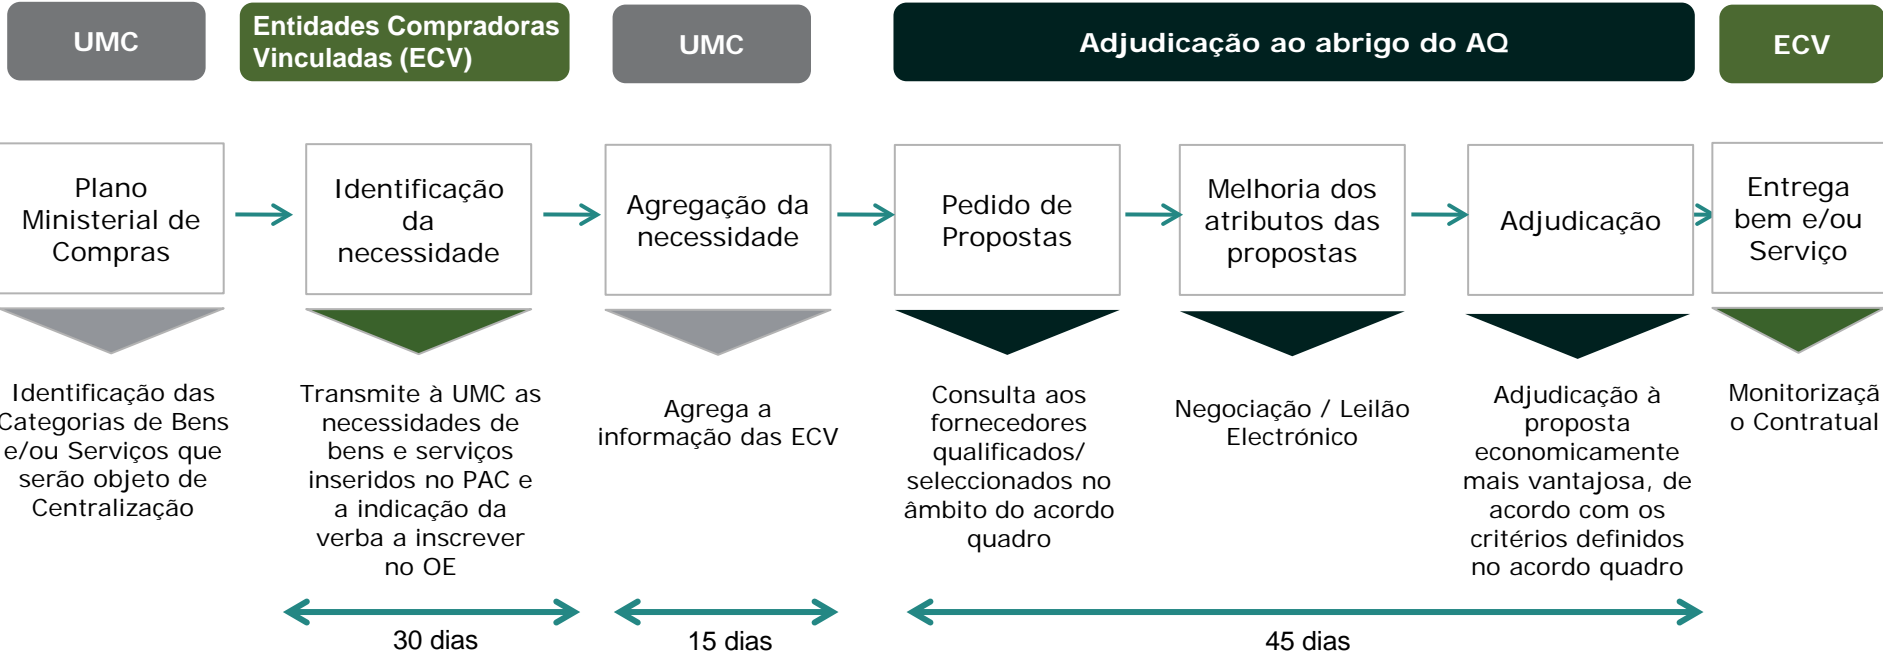 UMC
Entidades Compradoras
Vinculadas (ECV)
UMC
Adjudicação ao abrigo do AQ
ECV
Plano
Ministerial de
Compras
Identificação
da
necessidade
Agregação da
necessidade
Pedido de
Propostas
Melhoria dos
atributos das
propostas
Adjudicação
Entrega
bem e/ou
Serviço
Identificação das
Categorias de Bens
e/ou Serviços que
serão objeto de
Centralização
Transmite à UMC as
necessidades de
bens e serviços
inseridos no PAC e
a indicação da
verba a inscrever
no OE
Agrega a
informação das ECV
Consulta aos
fornecedores
qualificados/
seleccionados no
âmbito do acordo
quadro
Negociação / Leilão
Electrónico
Adjudicação à
proposta
economicamente
mais vantajosa, de
acordo com os
critérios definidos
no acordo quadro
Monitorizaçã
o Contratual
30 dias
15 dias
45 dias